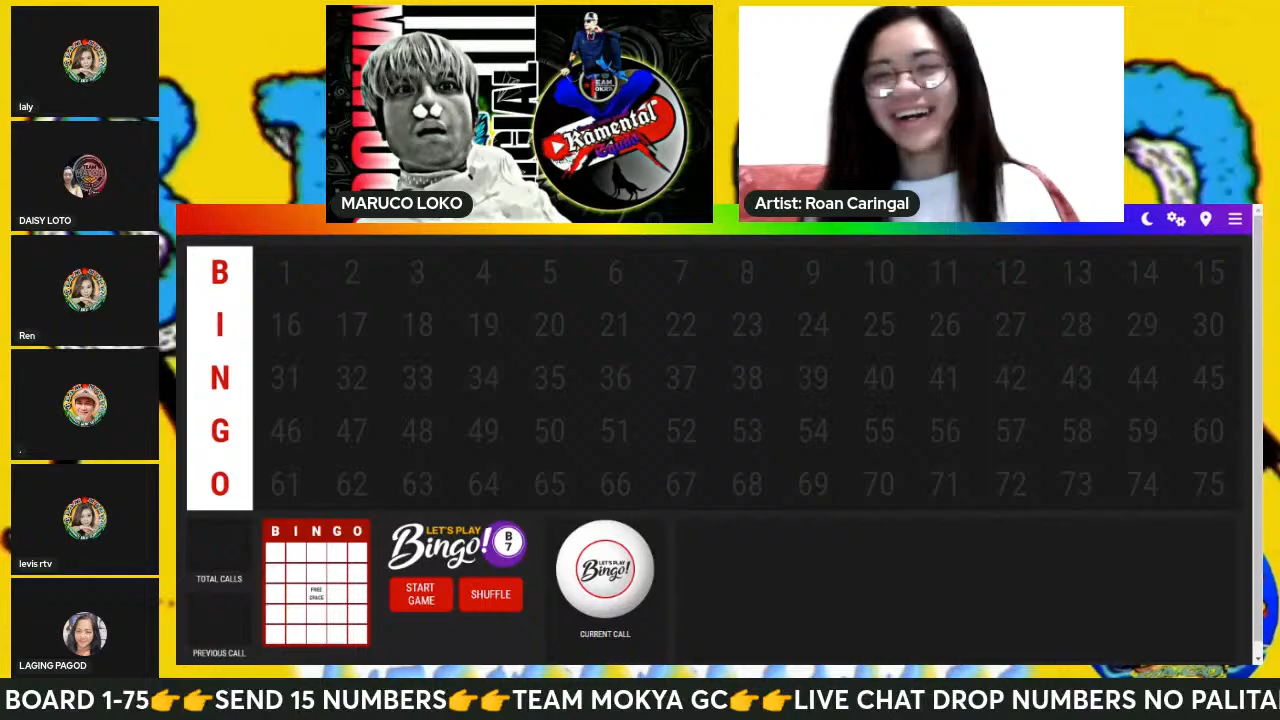 laly
DAISY LOTO
Ren
.
levis rtv
LAGING PAGOD
MARUCO LOKO
Kamental
Artist: Roan Caringal
B 1 2 3 4 5 6 7 8 9 10 11 12 13 14 15
I 16 17 18 19 20 21 22 23 24 25 26 27 28 29 30
N 31 32 33 34 35 36 37 38 39 40 41 42 43 44 45
G 46 47 48 49 50 51 52 53 54 55 56 57 58 59 60
O 61 62 63 64 65 66 67 68 69 70 71 72 73 74 75
TOTAL CALLS
PREVIOUS CALL
B I N G O
FREE
SPACE
LET'S PLAY
Bingo!
B
7
START
GAME
SHUFFLE
LET'S PLAY
Bingo!
CURRENT CALL
BOARD 1-75👉👉SEND 15 NUMBERS👉👉TEAM MOKYA GC👉👉LIVE CHAT DROP NUMBERS NO PALITA